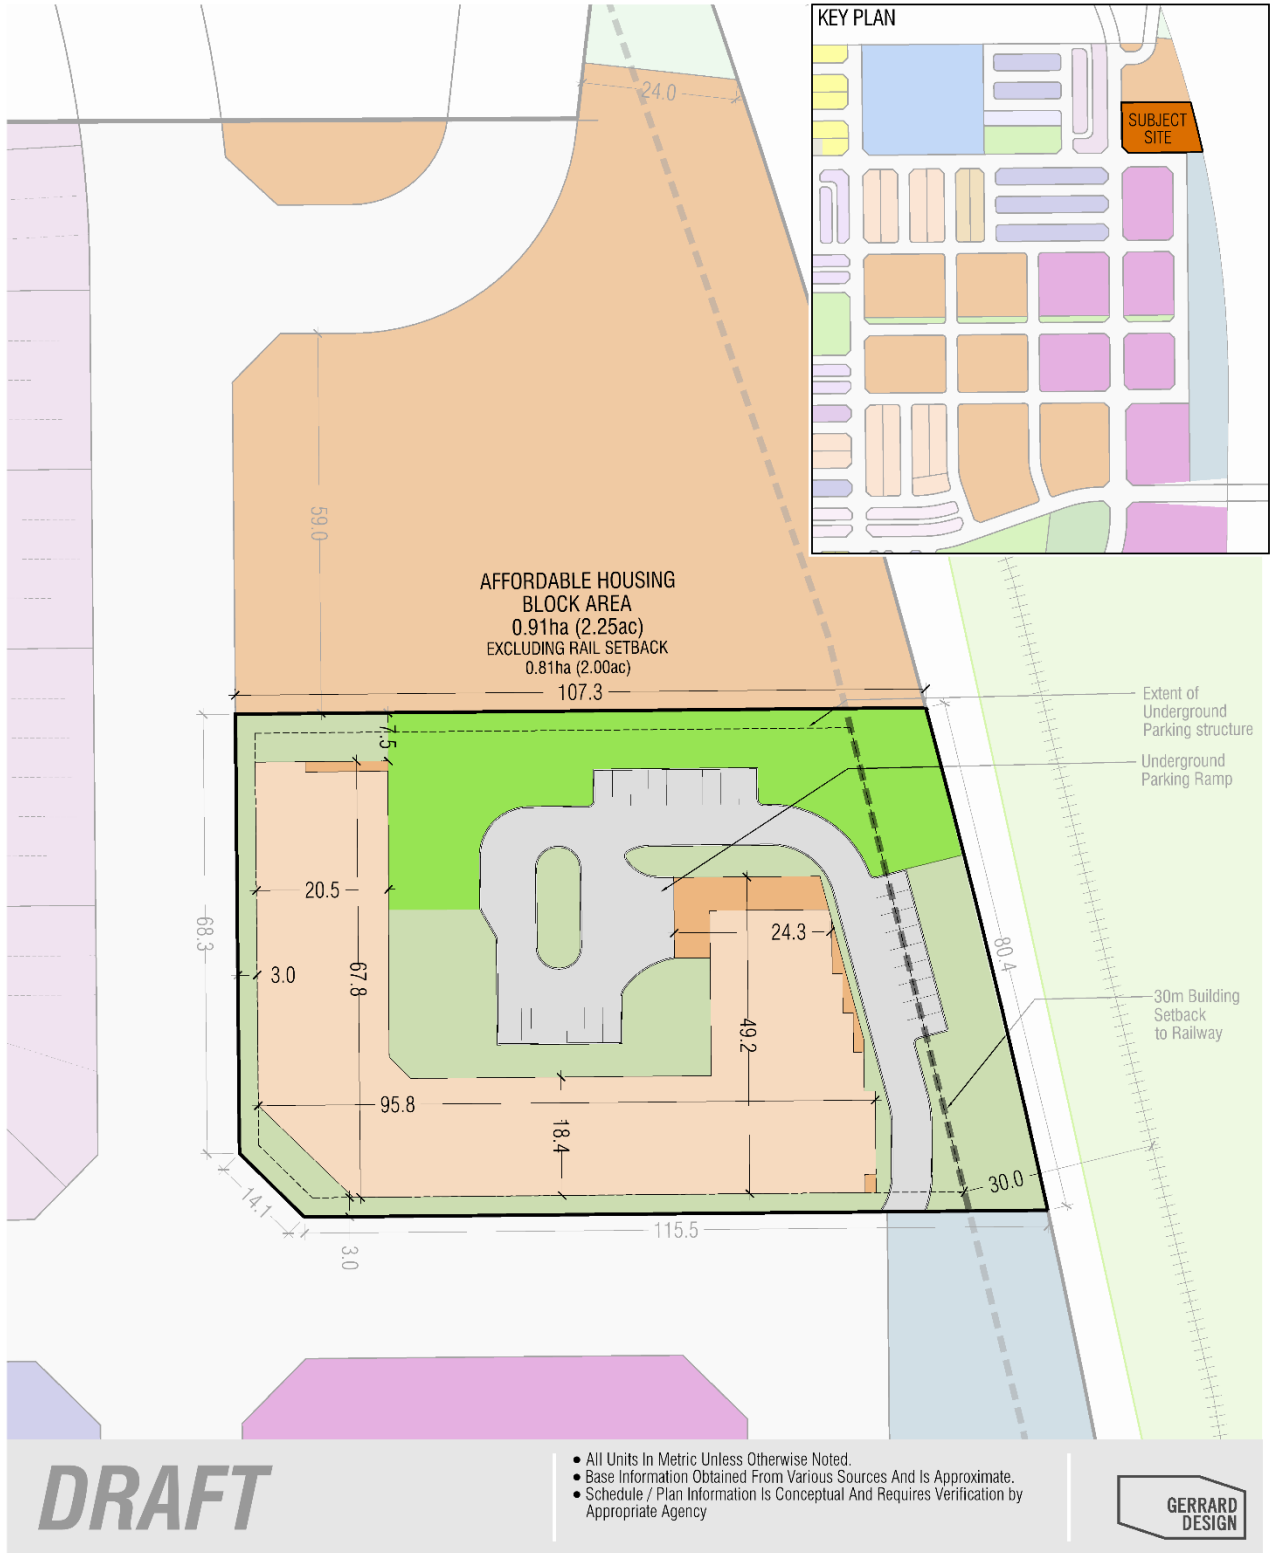 KEY PLAN
SUBJECT
SITE
24.0
59.0
AFFORDABLE HOUSING
BLOCK AREA
0.91ha (2.25ac)
EXCLUDING RAIL SETBACK
0.81ha (2.00ac)
107.3
Extent of
Underground
Parking structure
Underground
Parking Ramp
7.5
20.5
68.3
3.0
67.8
24.3
80.4
49.2
30m Building
Setback
to Railway
95.8
18.4
30.0
14.1
115.5
3.0
DRAFT
● All Units In Metric Unless Otherwise Noted.
● Base Information Obtained From Various Sources And Is Approximate.
● Schedule / Plan Information Is Conceptual And Requires Verification by
Appropriate Agency
GERRARD
DESIGN